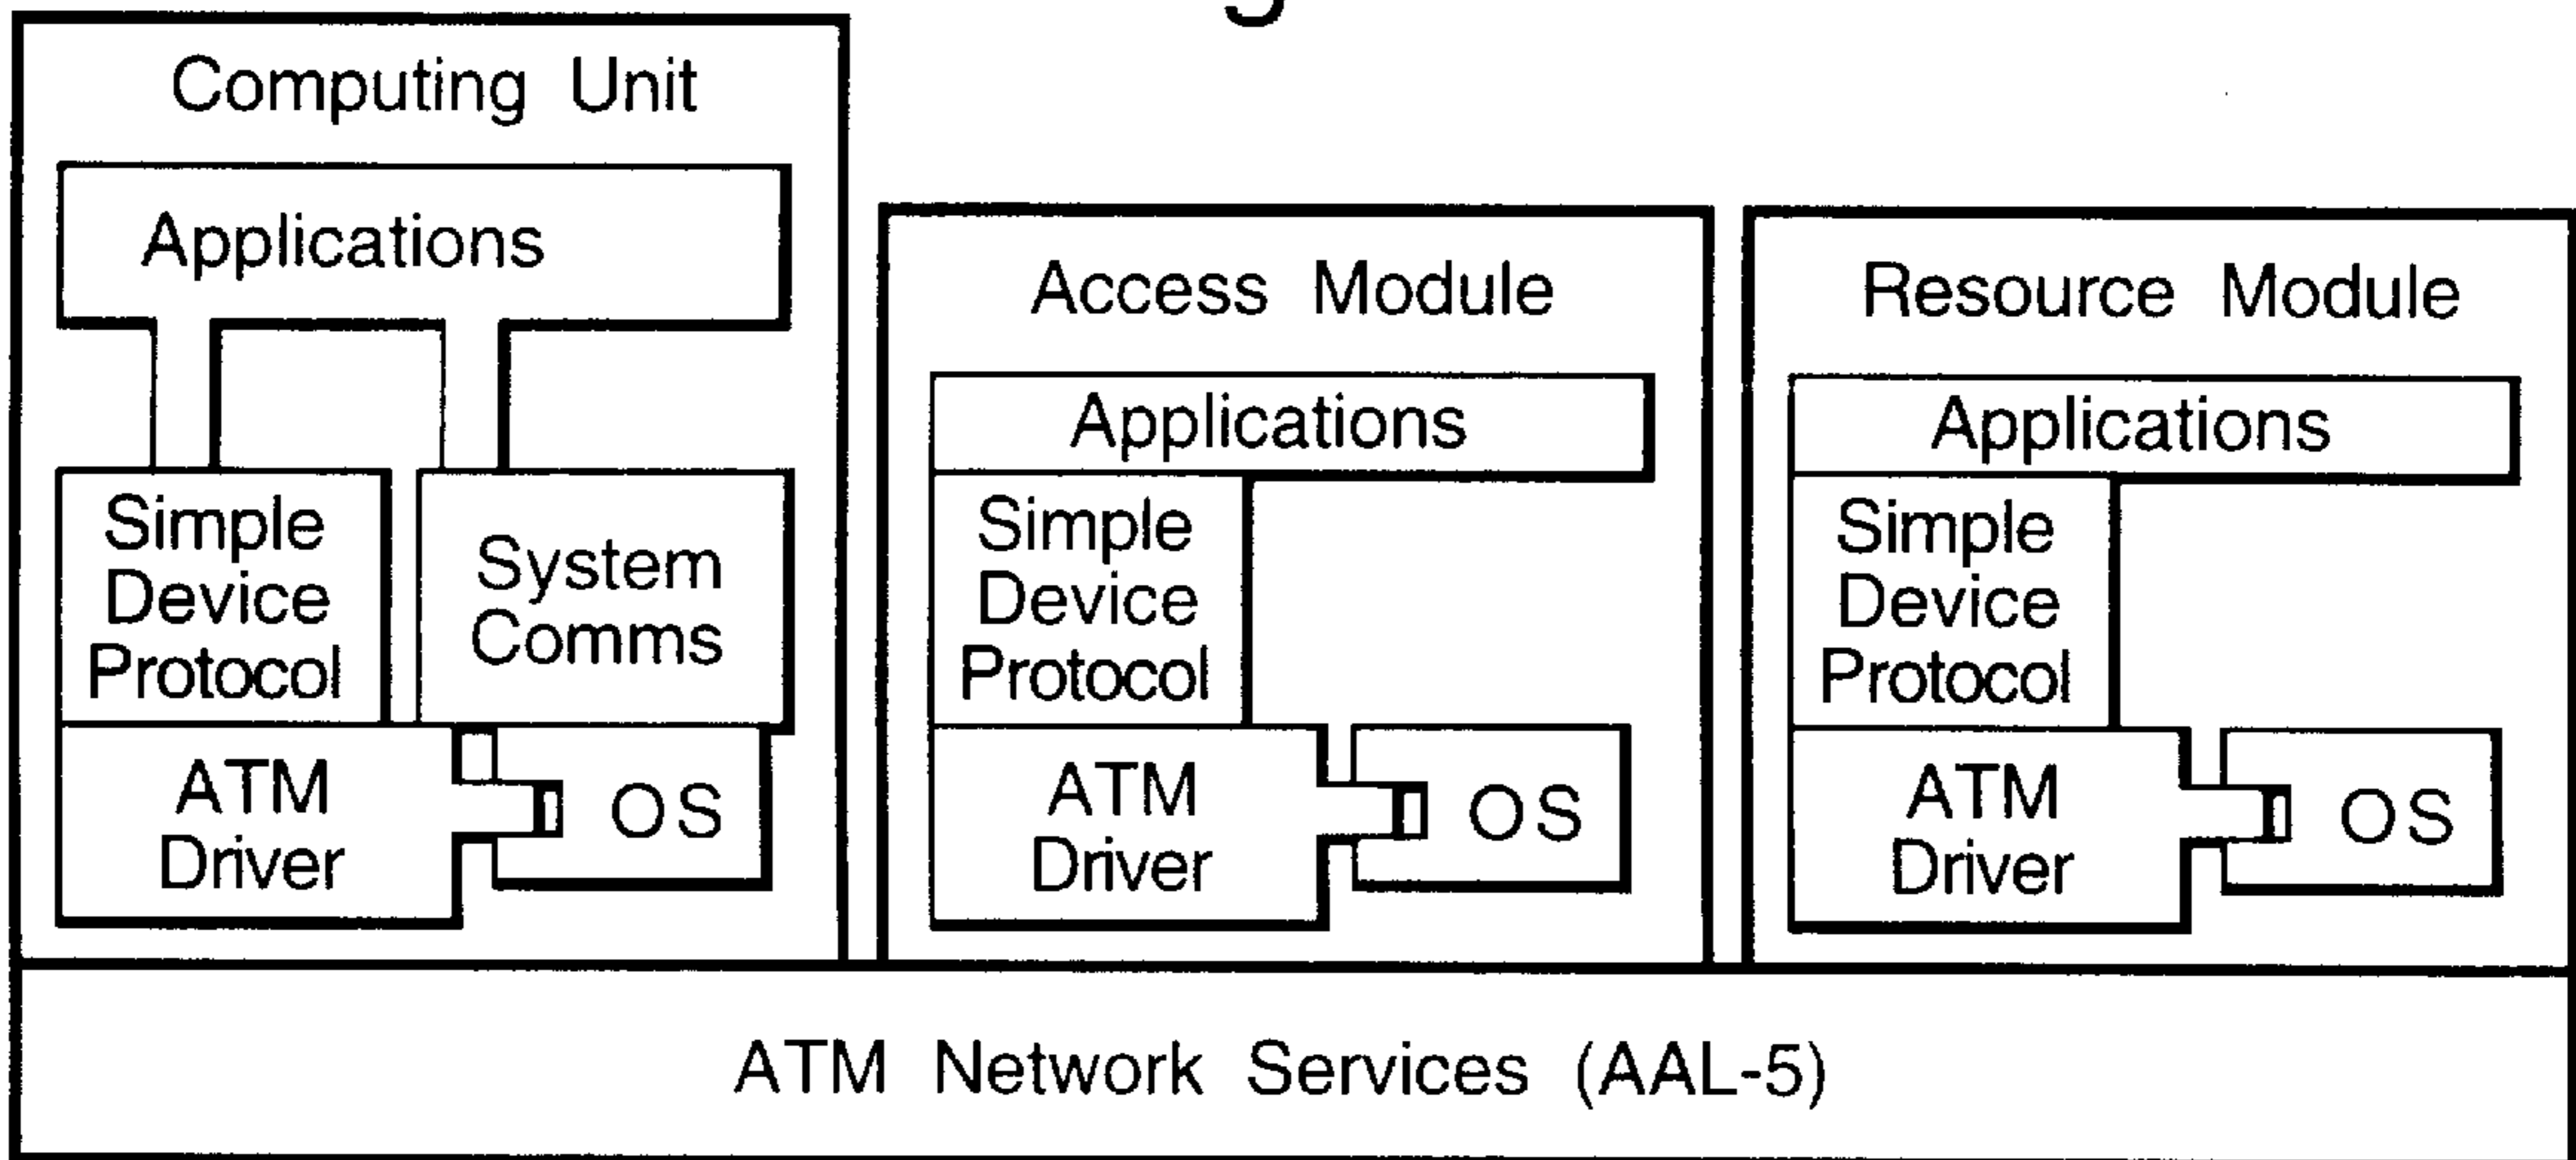 Computing Unit
Applications
Simple
Device
Protocol
System
Comms
ATM
Driver
OS
Access Module
Applications
Simple
Device
Protocol
ATM
Driver
OS
Resource Module
Applications
Simple
Device
Protocol
ATM
Driver
OS
ATM Network Services (AAL-5)